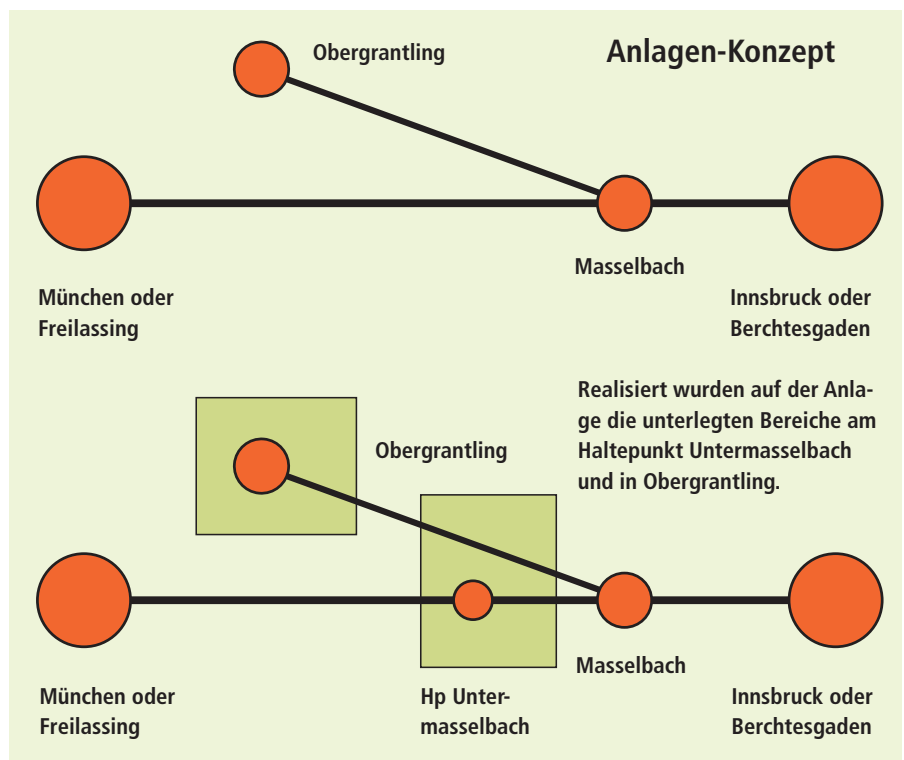 Anlagen-Konzept
Obergrantling
Masselbach
München oder
Freilassing
Innsbruck oder
Berchtesgaden
Realisiert wurden auf der Anla-
ge die unterlegten Bereiche am
Haltepunkt Untermasselbach
und in Obergrantling.
Obergrantling
Masselbach
München oder
Freilassing
Hp Unter-
masselbach
Innsbruck oder
Berchtesgaden